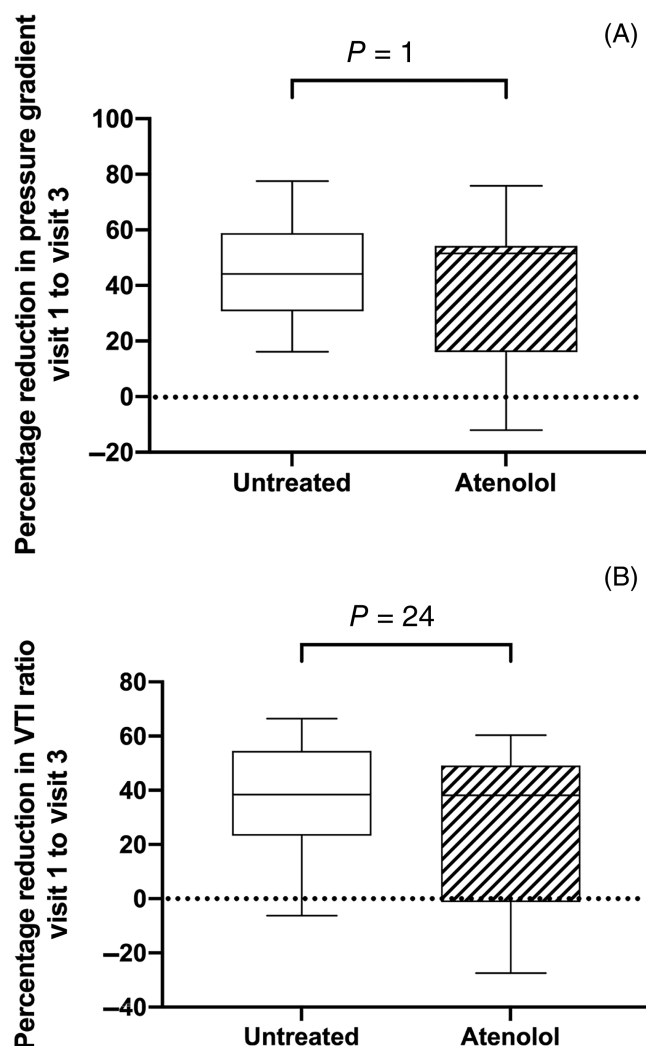 (A)
P = 1
Percentage reduction in pressure gradient
visit 1 to visit 3
100
80
60
40
20
0
–20
Untreated Atenolol
(B)
P = 24
Percentage reduction in VTI ratio
visit 1 to visit 3
80
60
40
20
0
–20
–40
Untreated Atenolol